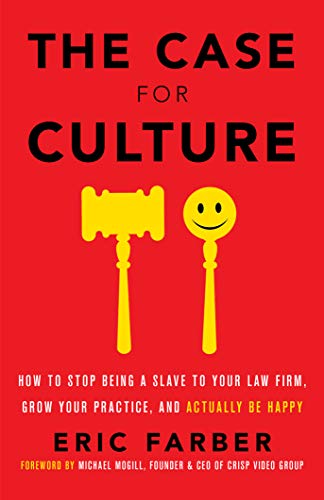 THE CASE
FOR
CULTURE
HOW TO STOP BEING A SLAVE TO YOUR LAW FIRM,
GROW YOUR PRACTICE, AND ACTUALLY BE HAPPY
ERIC FARBER
FOREWORD BY MICHAEL MOGILL, FOUNDER & CEO OF CRISP VIDEO GROUP